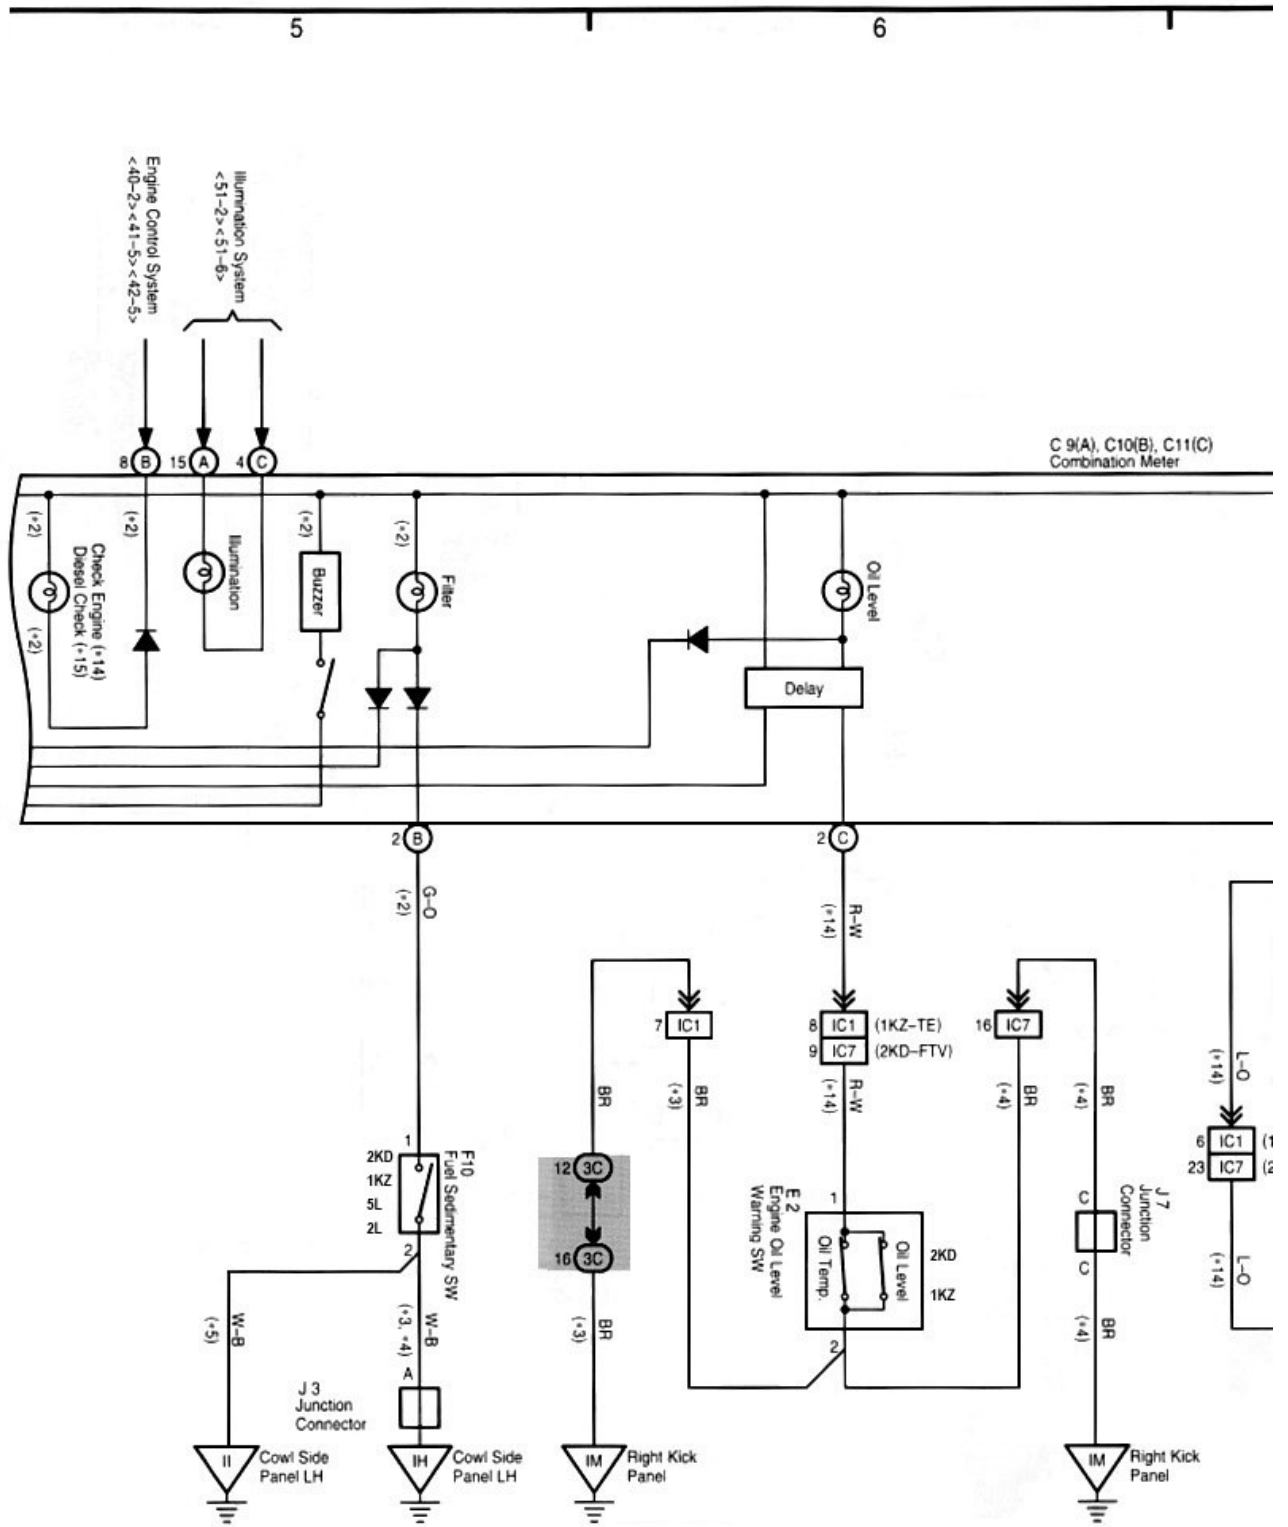 5
6
Engine Control System
<40-2><41-5><42-5>
Illumination System
<51-2><51-6>
8 B
15 A
4 C
C 9(A), C10(B), C11(C)
Combination Meter
(*2)
(*2)
(*2)
(*2)
(*2)
Check Engine (*14)
Diesel Check (*15)
Illumination
Buzzer
Filter
Oil Level
Delay
2 B
2 C
G-O
(*2)
R-W
(*14)
7 IC1
8 IC1 (1KZ-TE)
9 IC7 (2KD-FTV)
16 IC7
BR
BR
(*3)
R-W
(*14)
BR
(*4)
BR
(*4)
L-O
(*14)
6 IC1 (1
23 IC7 (2
1
2KD
1KZ
5L
2L
F10
Fuel Sedimentary SW
2
12 3C
16 3C
E 2
Engine Oil Level
Warning SW
1
Oil Temp.
Oil Level
2KD
1KZ
2
C
C
J 7
Junction
Connector
L-O
(*14)
W-B
(*5)
W-B
(*3, *4)
BR
(*3)
BR
(*4)
A
J 3
Junction
Connector
II
Cowl Side
Panel LH
IH
Cowl Side
Panel LH
IM
Right Kick
Panel
IM
Right Kick
Panel